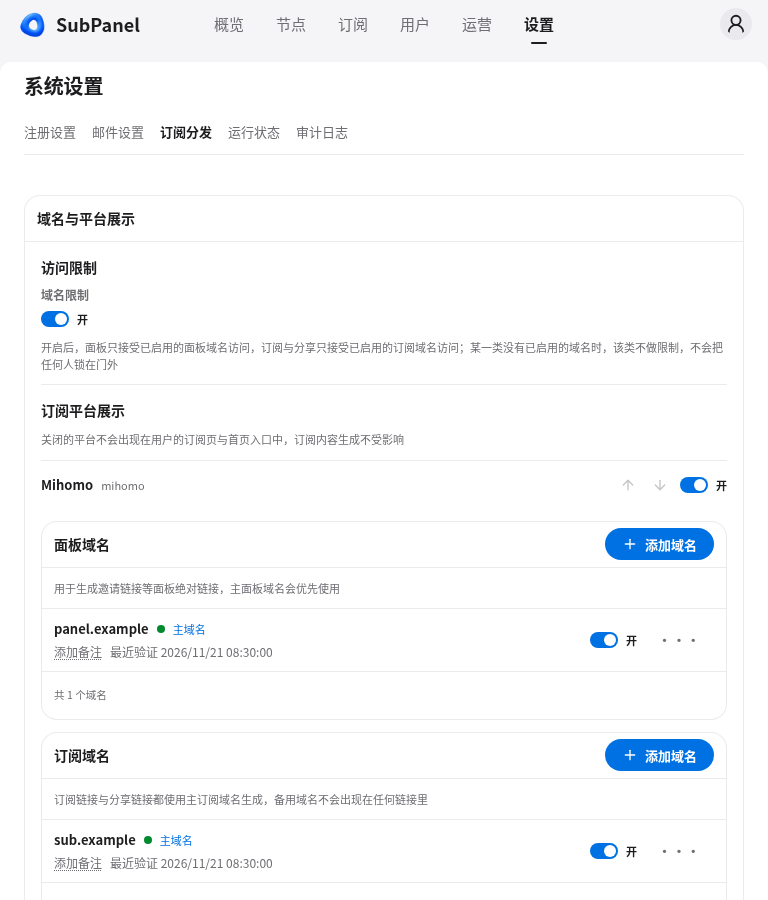 SubPanel
概览 节点 订阅 用户 运营 设置
系统设置
注册设置 邮件设置 订阅分发 运行状态 审计日志
域名与平台展示
访问限制
域名限制
开
开启后，面板只接受已启用的面板域名访问，订阅与分享只接受已启用的订阅域名访问；某一类没有已启用的域名时，该类不做限制，不会把
任何人锁在门外
订阅平台展示
关闭的平台不会出现在用户的订阅页与首页入口中，订阅内容生成不受影响
Mihomo mihomo 开
面板域名 添加域名
用于生成邀请链接等面板绝对链接，主面板域名会优先使用
panel.example 主域名
添加备注 最近验证 2026/11/21 08:30:00
开
共 1 个域名
订阅域名 添加域名
订阅链接与分享链接都使用主订阅域名生成，备用域名不会出现在任何链接里
sub.example 主域名
添加备注 最近验证 2026/11/21 08:30:00
开